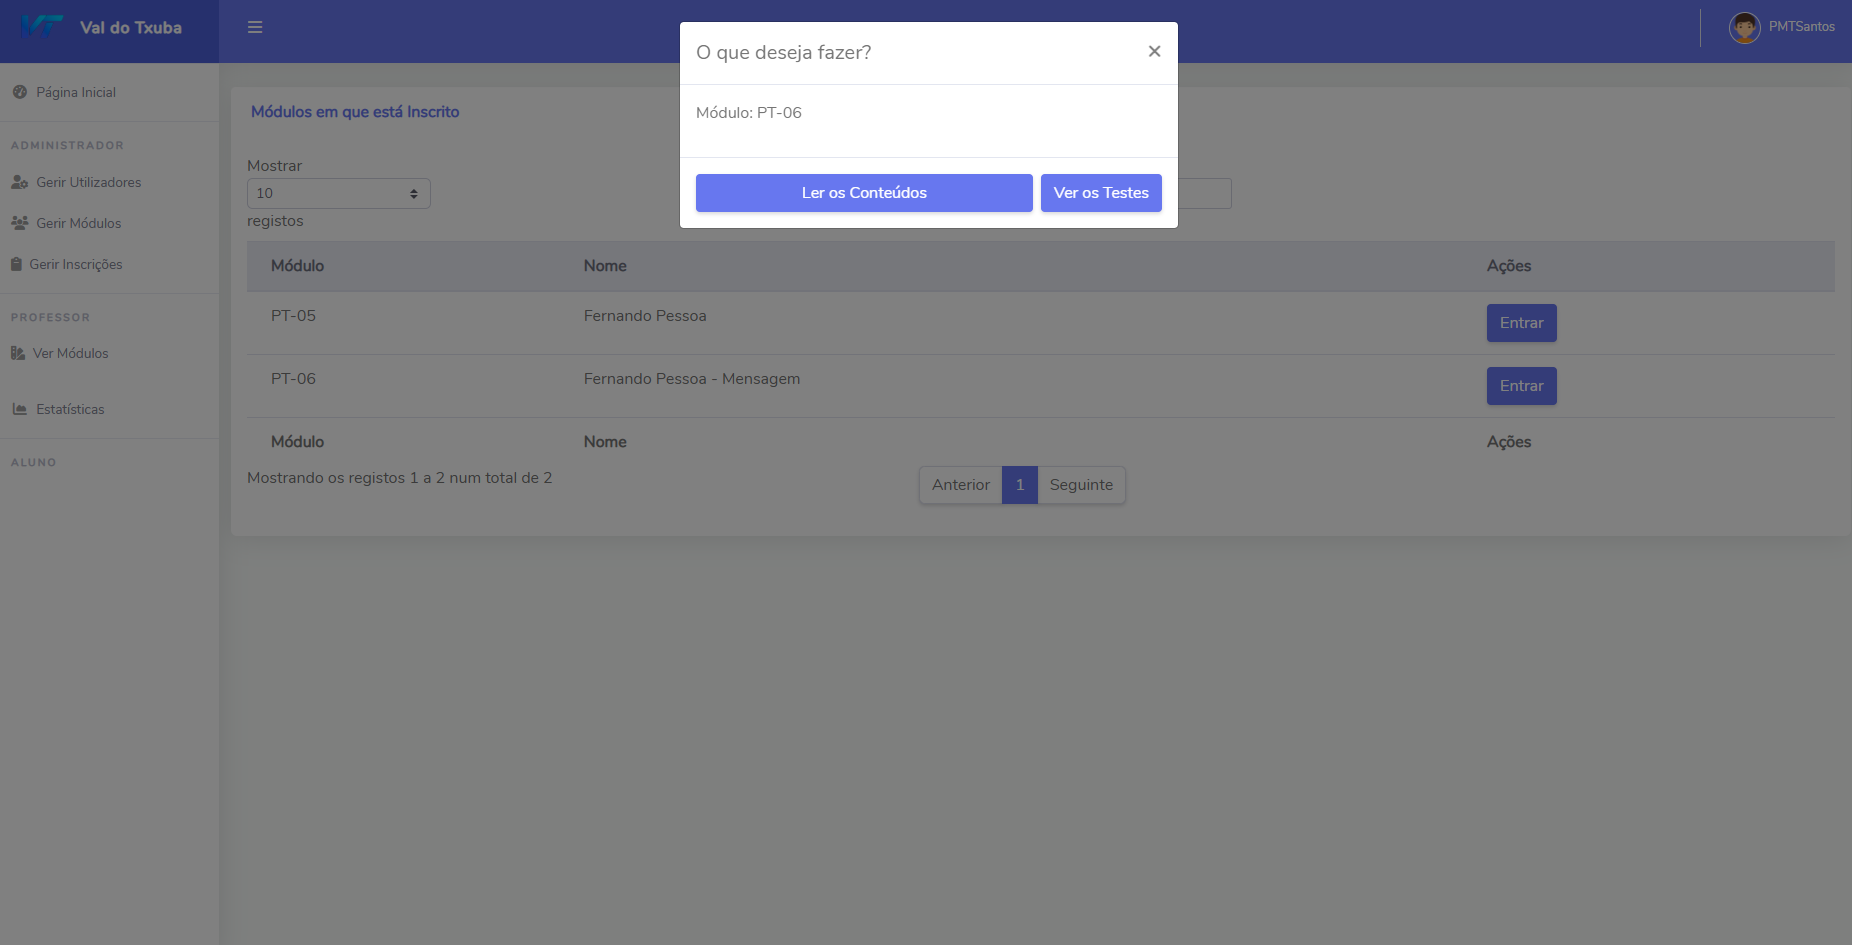 VT Val do Txuba
PMTSantos
Página Inicial
ADMINISTRADOR
Gerir Utilizadores
Gerir Módulos
Gerir Inscrições
PROFESSOR
Ver Módulos
Estatísticas
ALUNO
O que deseja fazer? ×
Módulo: PT-06
Ler os Conteúdos Ver os Testes
Módulos em que está Inscrito
Mostrar
10
registos
Módulo Nome Ações
PT-05 Fernando Pessoa Entrar
PT-06 Fernando Pessoa - Mensagem Entrar
Módulo Nome Ações
Mostrando os registos 1 a 2 num total de 2
Anterior 1 Seguinte